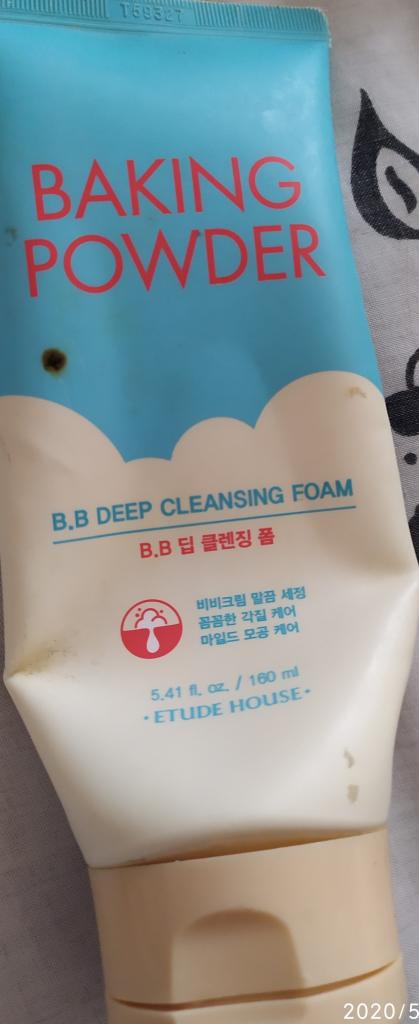 T59327
BAKING
POWDER
B.B DEEP CLEANSING FOAM
B.B 딥 클렌징 폼
비비크림 말끔 세정
꼼꼼한 각질 케어
마일드 모공 케어
5.41 fl. oz. / 160 ml
·ETUDE HOUSE·
2020/5